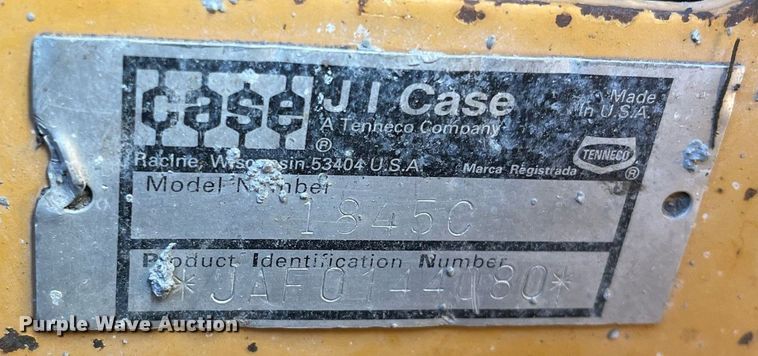 case
J I Case
A Tenneco Company
Made
In U.S.A.
®
Racine, Wisconsin 53404 U.S.A.
Marca Registrada
TENNECO
®
Model Number
1845C
Product Identification Number
Purple Wave Auction